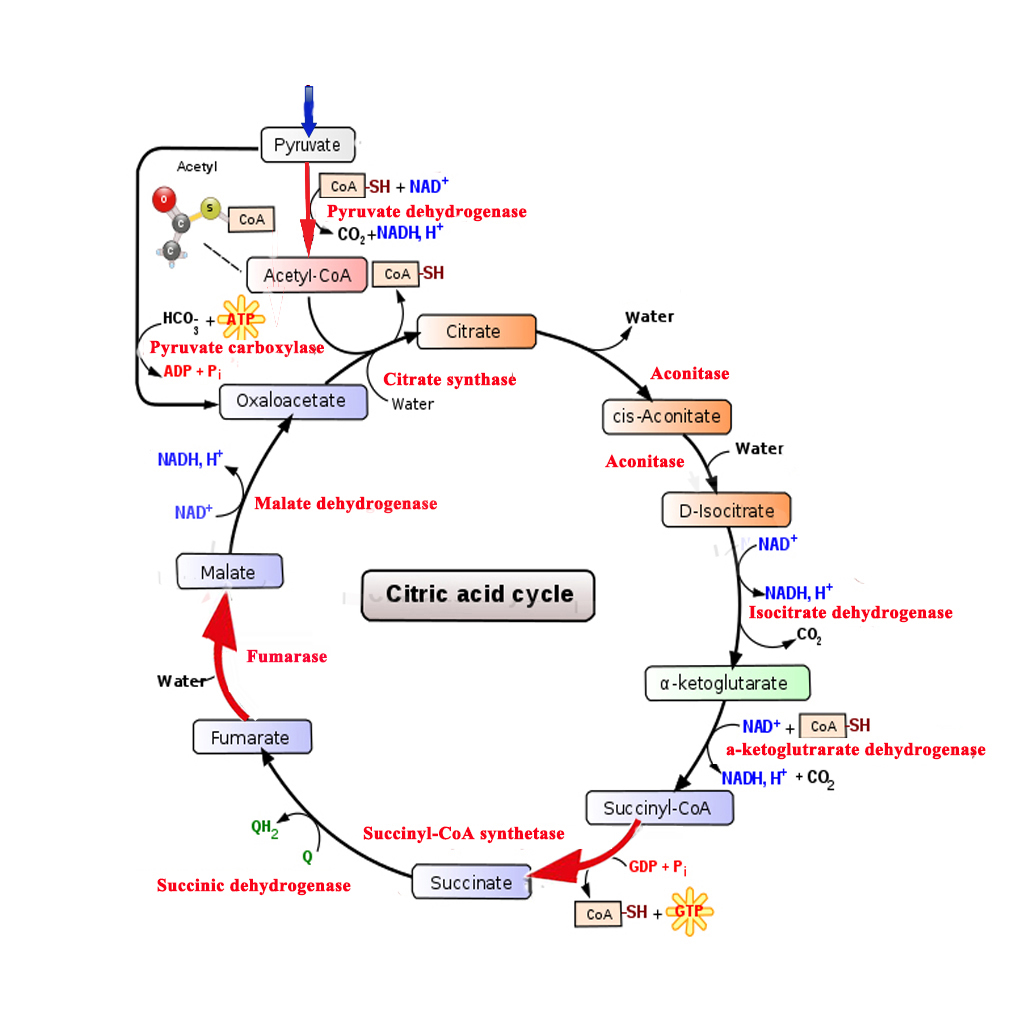 Pyruvate
Acetyl
CoA-SH + NAD+
Pyruvate dehydrogenase
CO2+NADH, H+
O
S
C
C
CoA
Acetyl-CoA
CoA-SH
HCO3- + ATP
Pyruvate carboxylase
ADP + Pi
Citrate
Water
Citrate synthase
Water
Oxaloacetate
Aconitase
cis-Aconitate
Aconitase
Water
D-Isocitrate
NAD+
NADH, H+
Isocitrate dehydrogenase
CO2
NADH, H+
NAD+
Malate dehydrogenase
Malate
Citric acid cycle
Fumarase
Water
α-ketoglutarate
NAD+ + CoA-SH
a-ketoglutrarate dehydrogenase
NADH, H+ + CO2
Fumarate
Succinyl-CoA
QH2
Q
Succinyl-CoA synthetase
GDP + Pi
Succinic dehydrogenase
Succinate
CoA-SH + GTP